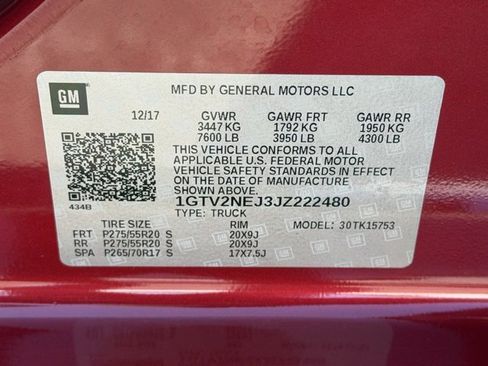 GM
MFD BY GENERAL MOTORS LLC
12/17 GVWR GAWR FRT GAWR RR
3447 KG 1792 KG 1950 KG
7600 LB 3950 LB 4300 LB
THIS VEHICLE CONFORMS TO ALL
APPLICABLE U.S. FEDERAL MOTOR
VEHICLE SAFETY STANDARDS IN EFFECT
ON THE DATE OF MANUFACTURE
SHOWN ABOVE.
1GTV2NEJ3JZ222480
434B
TYPE: TRUCK
TIRE SIZE RIM MODEL: 30TK15753
FRT P275/55R20 S 20X9J
RR P275/55R20 S 20X9J
SPA P265/70R17 S 17X7.5J